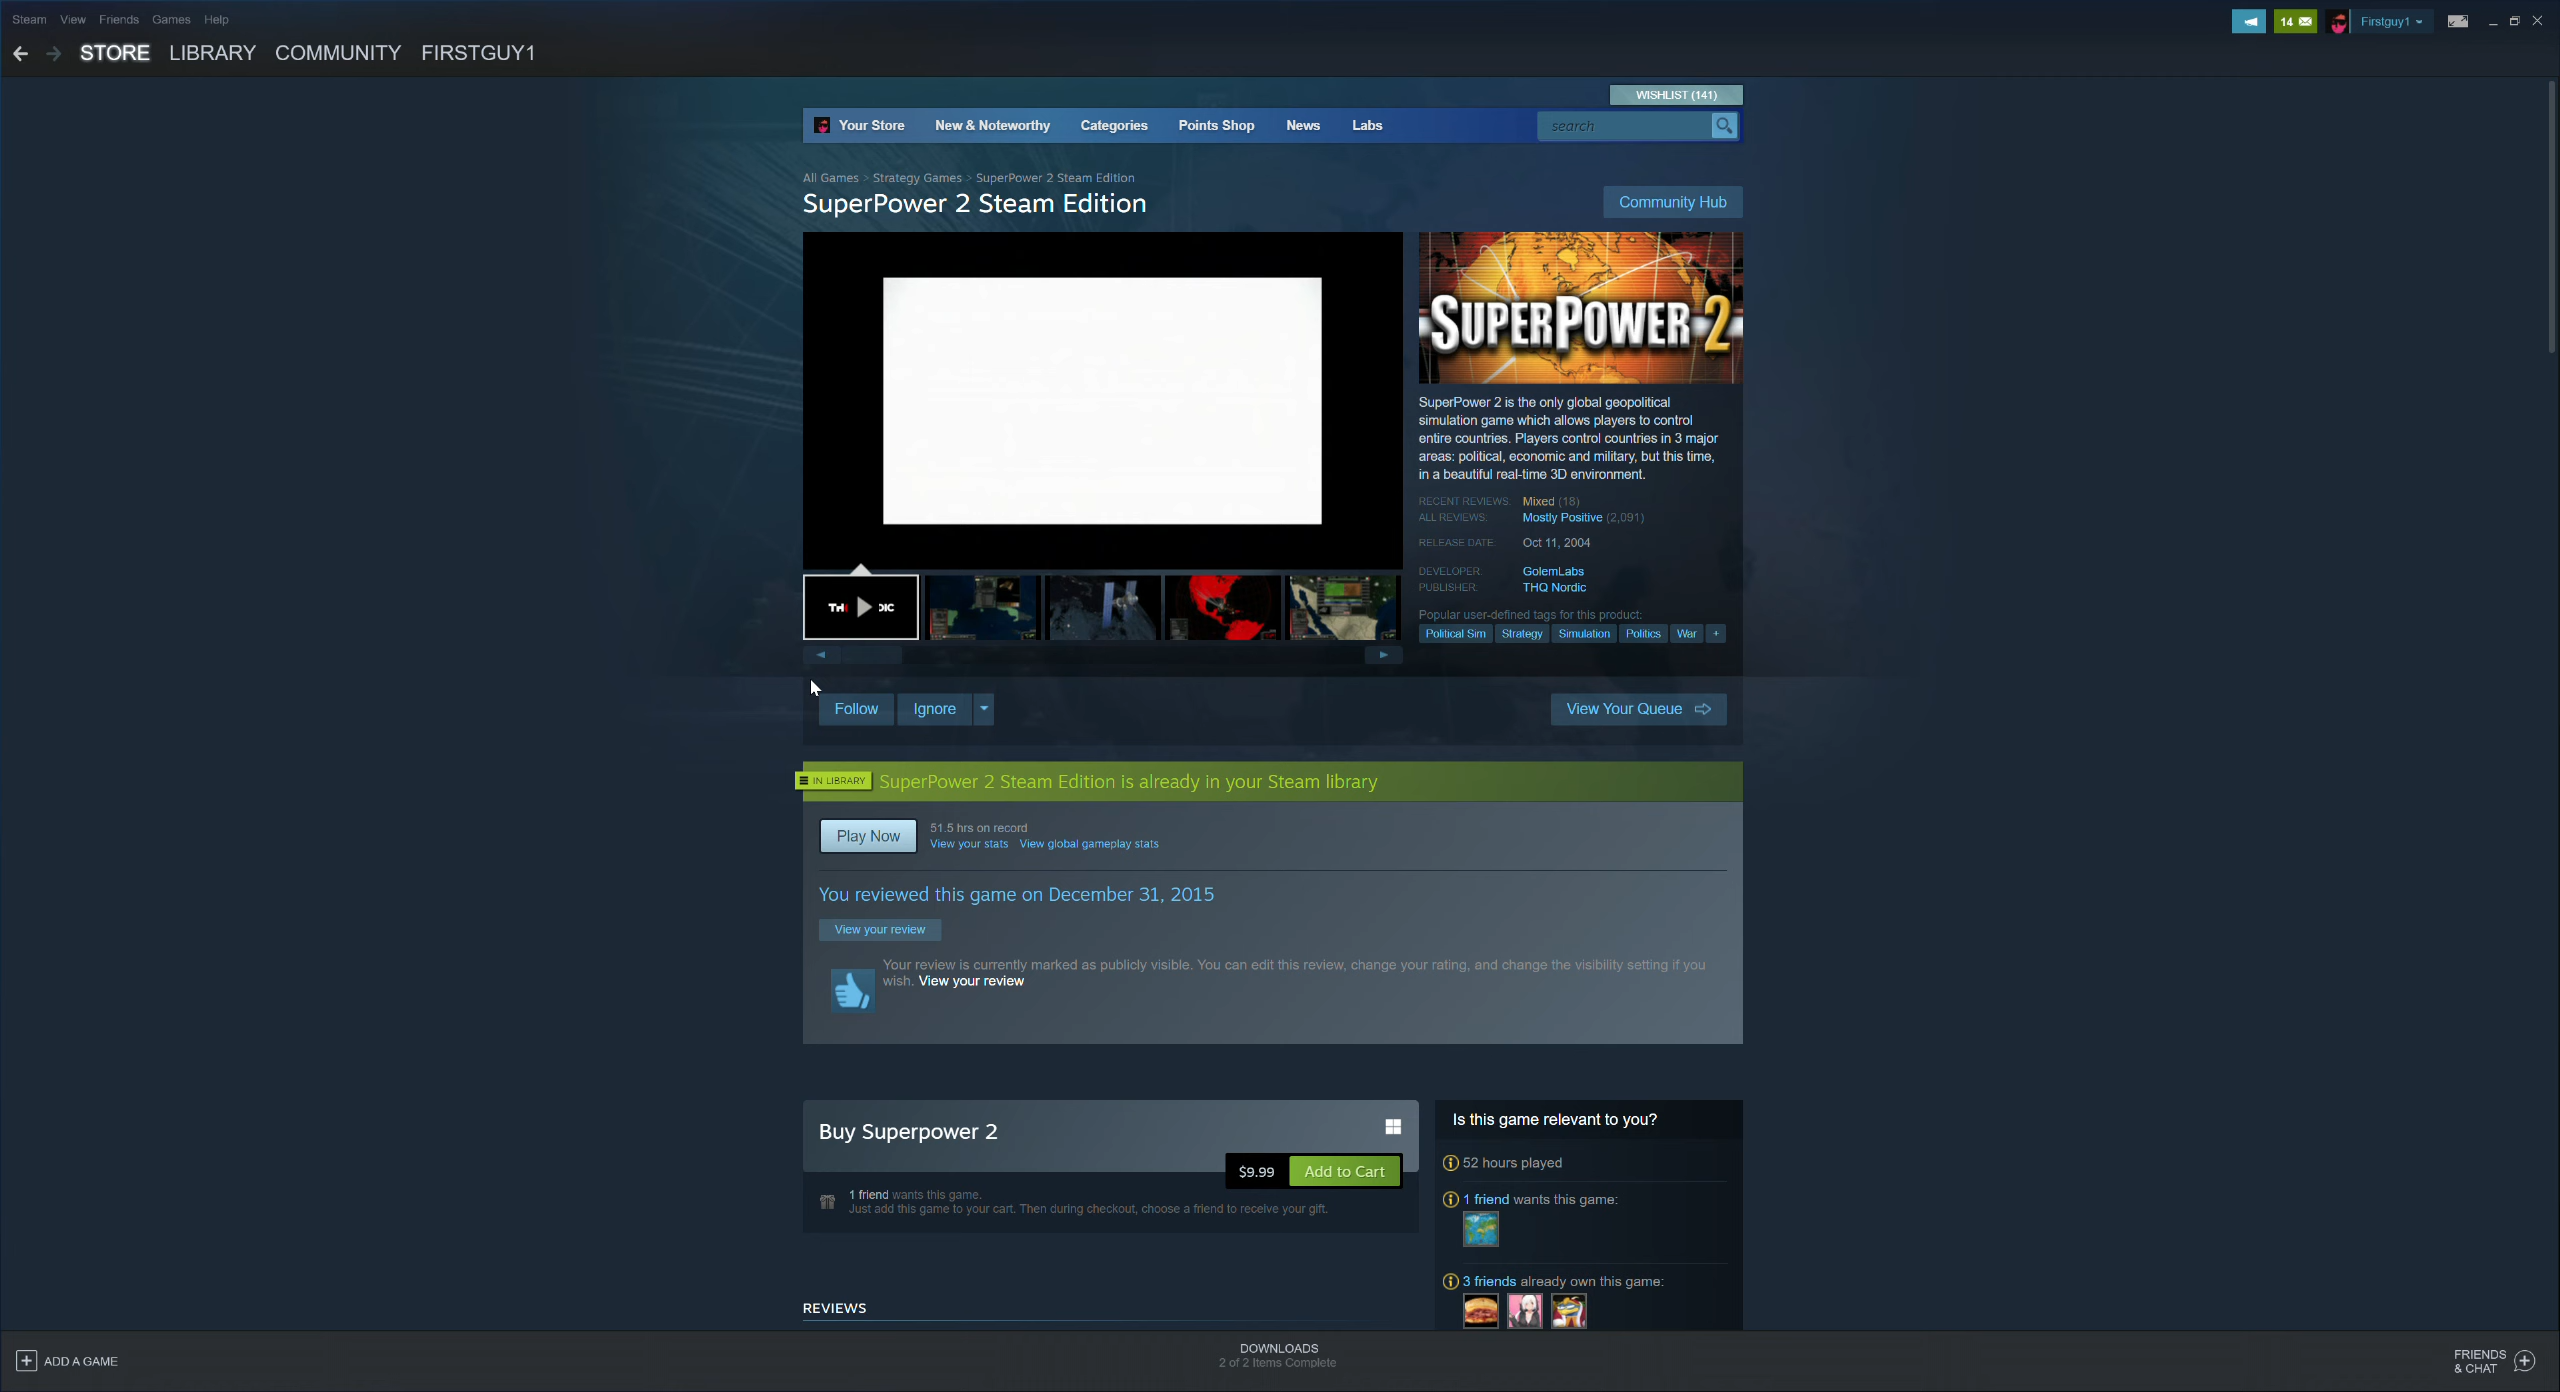 Steam View Friends Games Help
14 Firstguy1
STORE LIBRARY COMMUNITY FIRSTGUY1
WISHLIST (141)
Your Store New & Noteworthy Categories Points Shop News Labs search
All Games > Strategy Games > SuperPower 2 Steam Edition
SuperPower 2 Steam Edition
Community Hub
SUPERPOWER 2
SuperPower 2 is the only global geopolitical
simulation game which allows players to control
entire countries. Players control countries in 3 major
areas: political, economic and military, but this time,
in a beautiful real-time 3D environment.
RECENT REVIEWS: Mixed (18)
ALL REVIEWS: Mostly Positive (2,091)
RELEASE DATE: Oct 11, 2004
DEVELOPER: GolemLabs
PUBLISHER: THQ Nordic
Popular user-defined tags for this product:
Political Sim Strategy Simulation Politics War +
Follow Ignore
View Your Queue
IN LIBRARY SuperPower 2 Steam Edition is already in your Steam library
Play Now
51.5 hrs on record
View your stats View global gameplay stats
You reviewed this game on December 31, 2015
View your review
Your review is currently marked as publicly visible. You can edit this review, change your rating, and change the visibility setting if you
wish. View your review
Buy Superpower 2
$9.99 Add to Cart
1 friend wants this game.
Just add this game to your cart. Then during checkout, choose a friend to receive your gift.
Is this game relevant to you?
52 hours played
1 friend wants this game:
3 friends already own this game:
REVIEWS
ADD A GAME
DOWNLOADS
2 of 2 Items Complete
FRIENDS
& CHAT